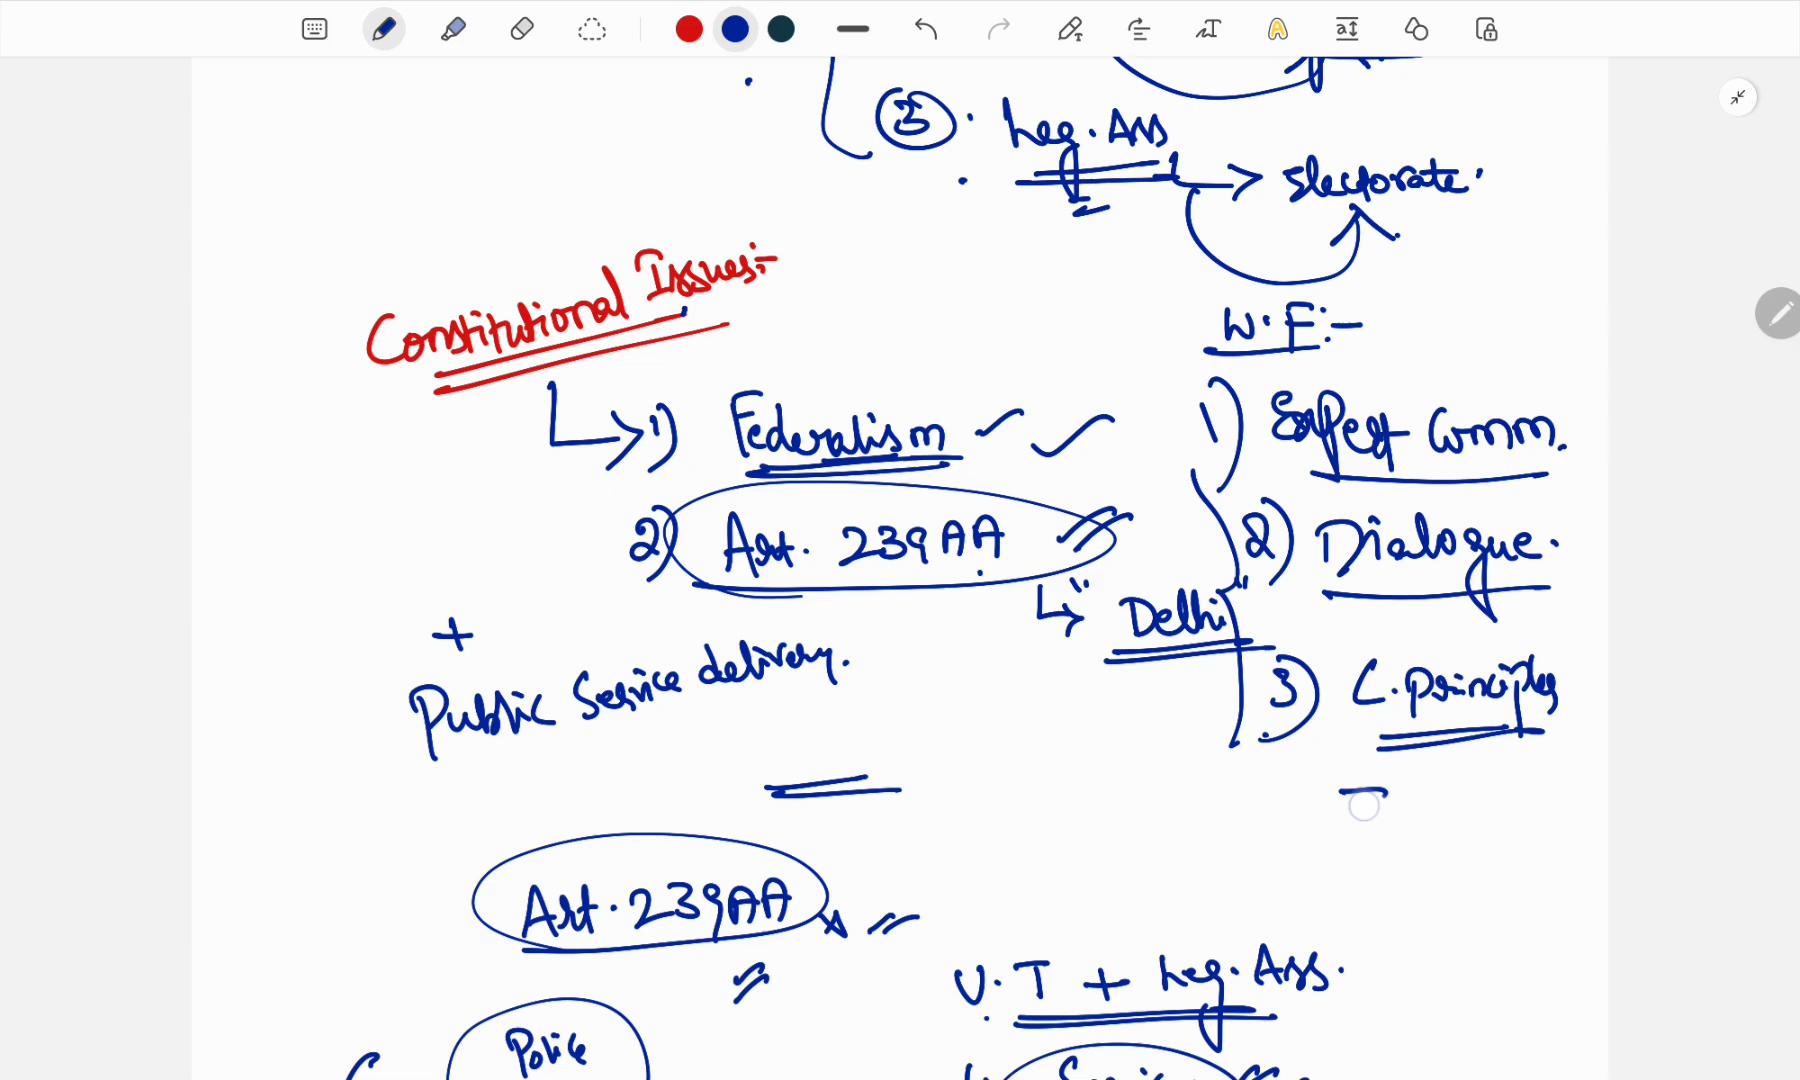 3. Leg. Ass
→ Electorate.
Constitutional Issues:-
W.F:-
→ 1) Federalism
1) Expert Comm.
2) Art. 239AA
2) Dialogue.
"Delhi"
+
Public Service delivery.
3) C. principles
Art. 239AA
U.T + Leg. Ass.
Police